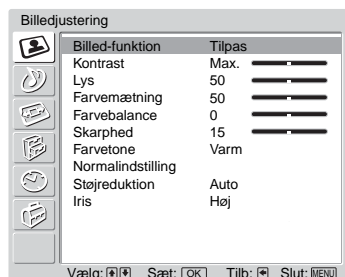 Billedjustering
Billed-funktion Tilpas
Kontrast Max.
Lys 50
Farvemætning 50
Farvebalance 0
Skarphed 15
Farvetone Varm
Normalindstilling
Støjreduktion Auto
Iris Høj
Vælg: Sæt: OK Tilb: Slut: MENU